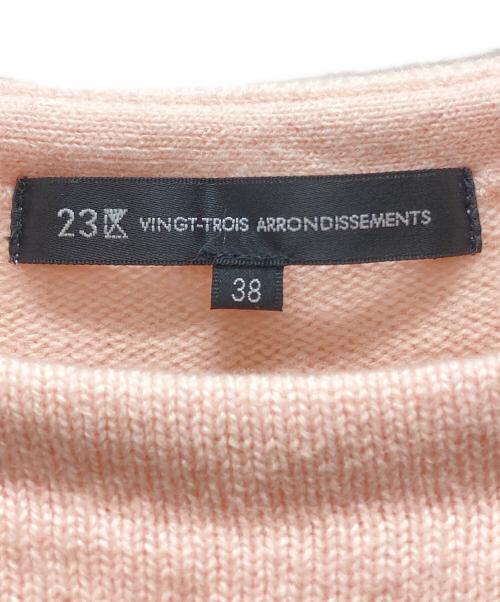 23区 VINGT-TROIS ARRONDISSEMENTS
38